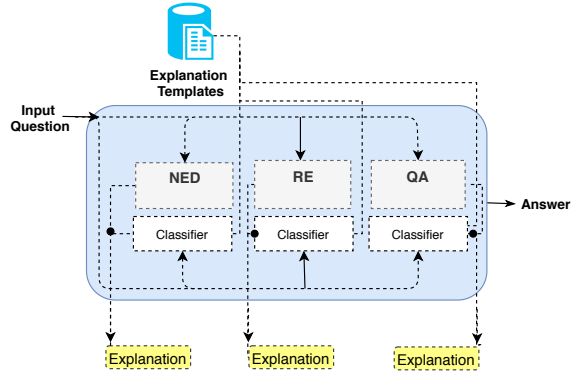 Explanation
Templates
Input
Question
NED
RE
QA
Classifier
Classifier
Classifier
Answer
Explanation
Explanation
Explanation